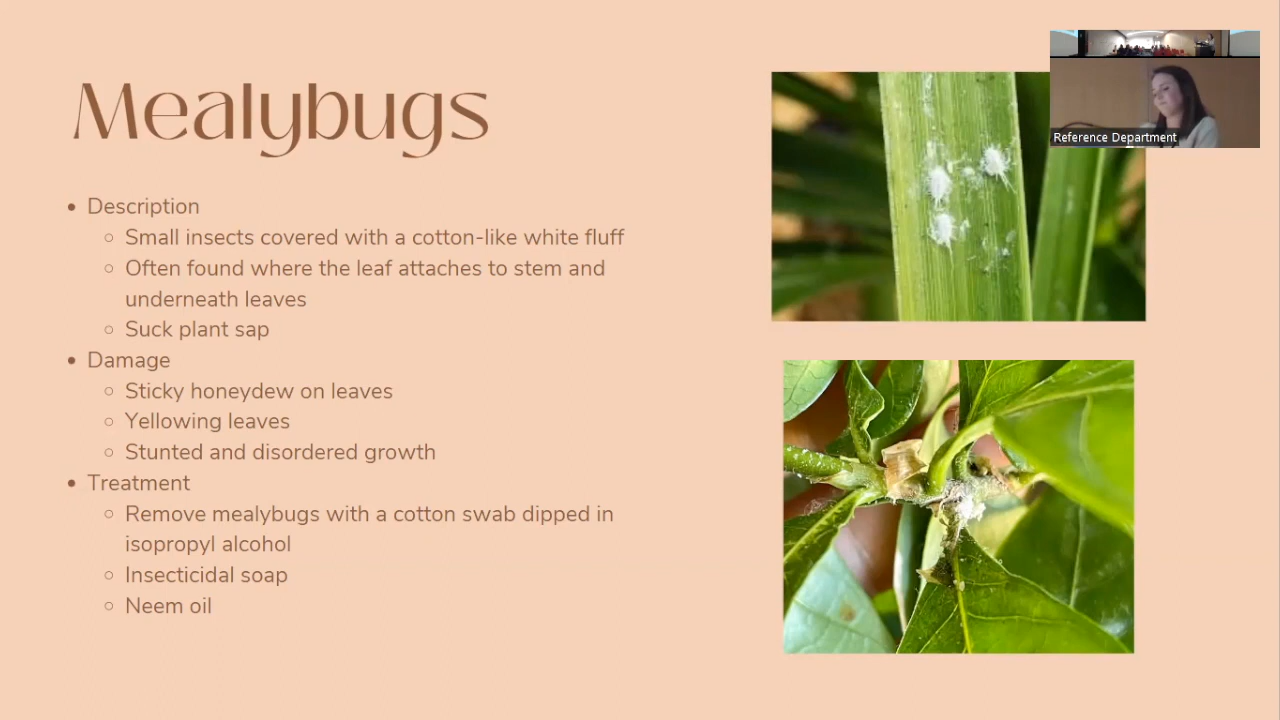 Mealybugs
Reference Department
• Description
○ Small insects covered with a cotton-like white fluff
○ Often found where the leaf attaches to stem and
underneath leaves
○ Suck plant sap
• Damage
○ Sticky honeydew on leaves
○ Yellowing leaves
○ Stunted and disordered growth
• Treatment
○ Remove mealybugs with a cotton swab dipped in
isopropyl alcohol
○ Insecticidal soap
○ Neem oil